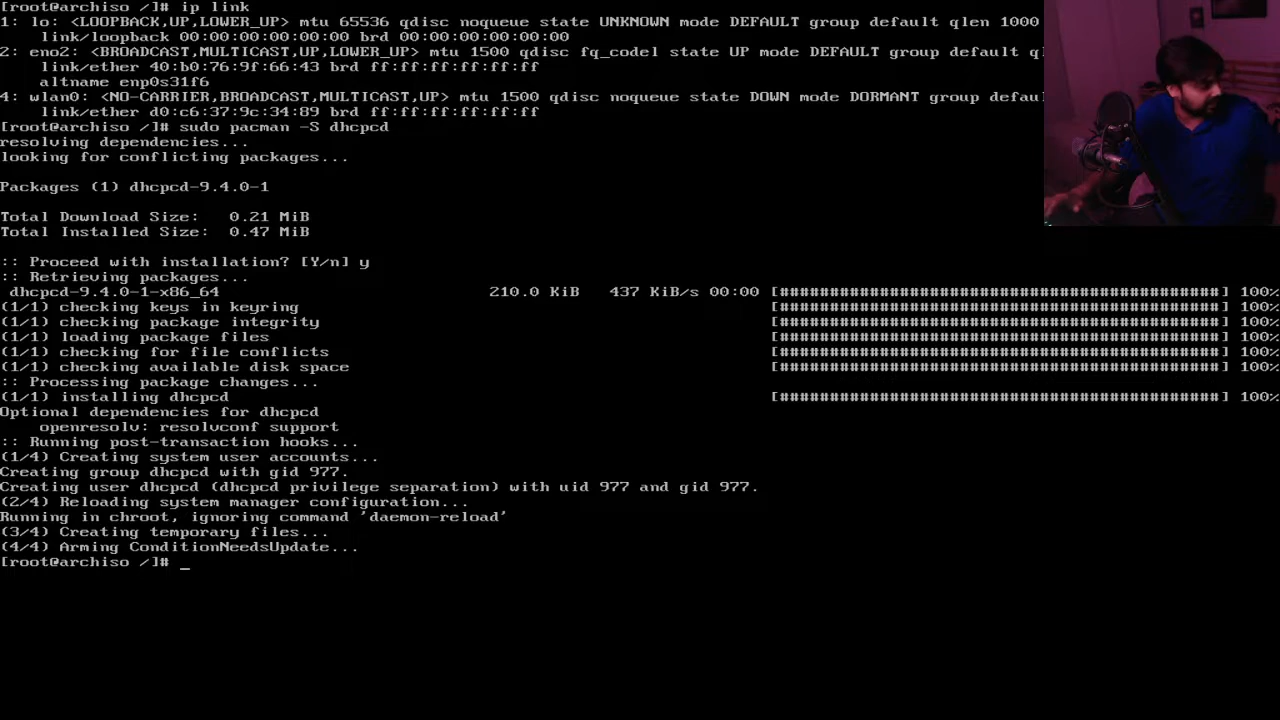 [root@archiso /]# ip link
1: lo: <LOOPBACK,UP,LOWER_UP> mtu 65536 qdisc noqueue state UNKNOWN mode DEFAULT group default qlen 1000
link/loopback 00:00:00:00:00:00 brd 00:00:00:00:00:00
2: eno2: <BROADCAST,MULTICAST,UP,LOWER_UP> mtu 1500 qdisc fq_codel state UP mode DEFAULT group default ql
link/ether 40:b0:76:9f:66:43 brd ff:ff:ff:ff:ff:ff
altname enp0s31f6
4: wlan0: <NO-CARRIER,BROADCAST,MULTICAST,UP> mtu 1500 qdisc noqueue state DOWN mode DORMANT group defau
link/ether d0:c6:37:9c:34:89 brd ff:ff:ff:ff:ff:ff
[root@archiso /]# sudo pacman -S dhcpcd
resolving dependencies...
looking for conflicting packages...
Packages (1) dhcpcd-9.4.0-1
Total Download Size:   0.21 MiB
Total Installed Size:  0.47 MiB
:: Proceed with installation? [Y/n] y
:: Retrieving packages...
dhcpcd-9.4.0-1-x86_64 210.0 KiB 437 KiB/s 00:00 [#############################################] 100%
(1/1) checking keys in keyring [#############################################] 100%
(1/1) checking package integrity [#############################################] 100%
(1/1) loading package files [#############################################] 100%
(1/1) checking for file conflicts [#############################################] 100%
(1/1) checking available disk space [#############################################] 100%
:: Processing package changes...
(1/1) installing dhcpcd [#############################################] 100%
Optional dependencies for dhcpcd
openresolv: resolvconf support
:: Running post-transaction hooks...
(1/4) Creating system user accounts...
Creating group dhcpcd with gid 977.
Creating user dhcpcd (dhcpcd privilege separation) with uid 977 and gid 977.
(2/4) Reloading system manager configuration...
Running in chroot, ignoring command 'daemon-reload'
(3/4) Creating temporary files...
(4/4) Arming ConditionNeedsUpdate...
[root@archiso /]# _